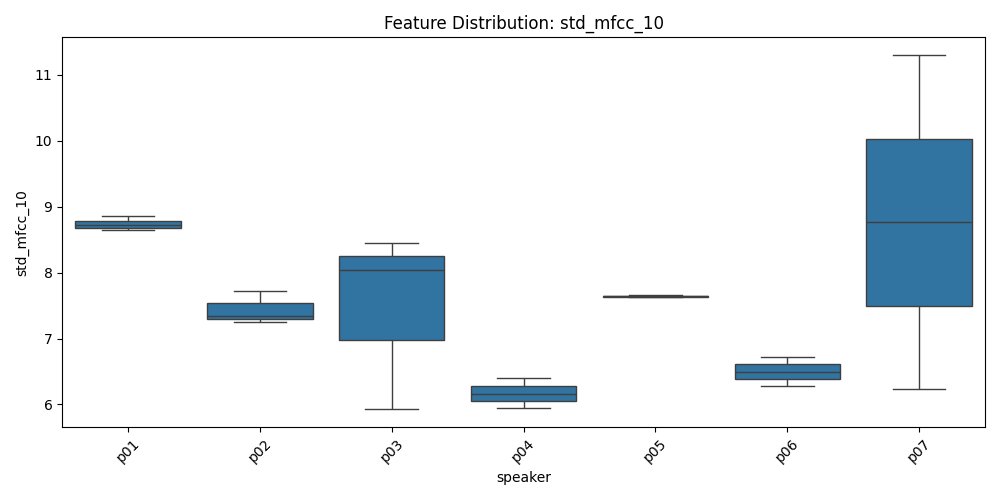 Feature Distribution: std_mfcc_10
std_mfcc_10
11
10
9
8
7
6
p01 p02 p03 p04 p05 p06 p07
speaker